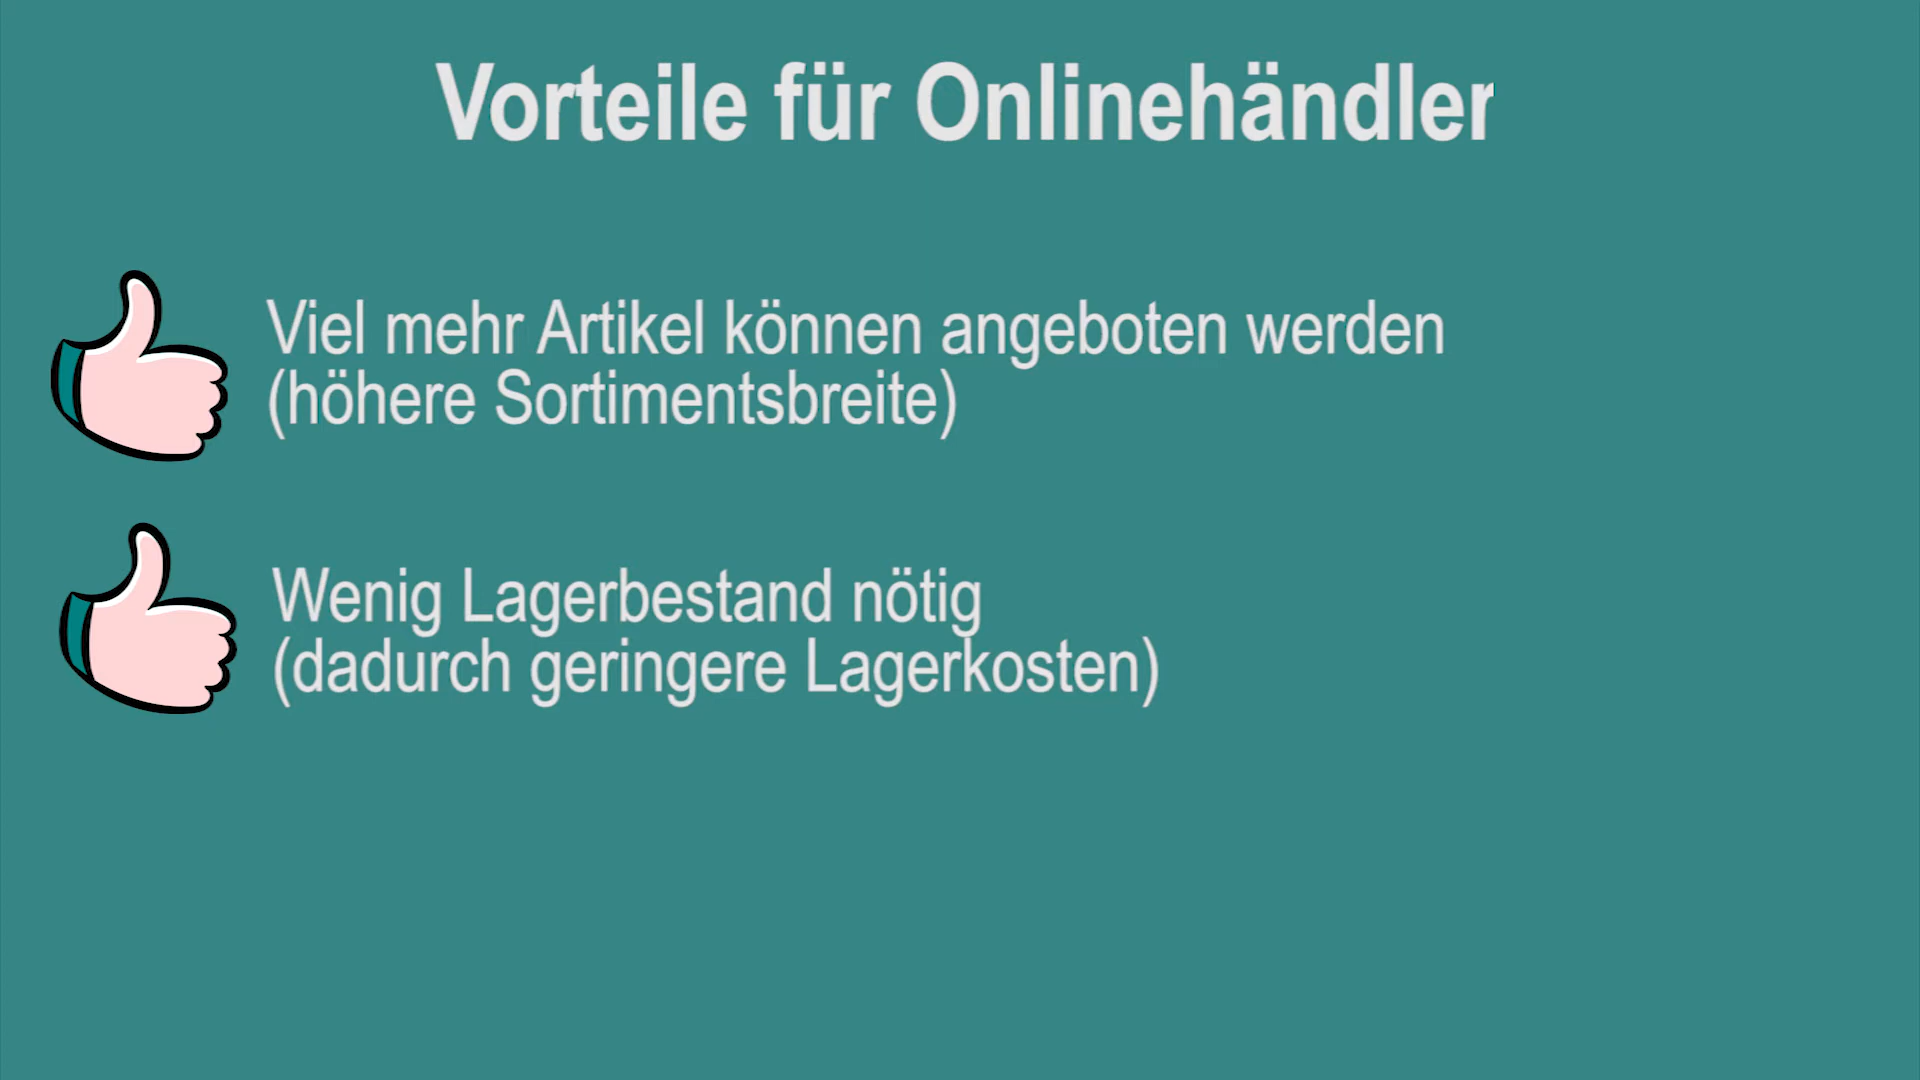 Vorteile für Onlinehändler
Viel mehr Artikel können angeboten werden
(höhere Sortimentsbreite)
Wenig Lagerbestand nötig
(dadurch geringere Lagerkosten)